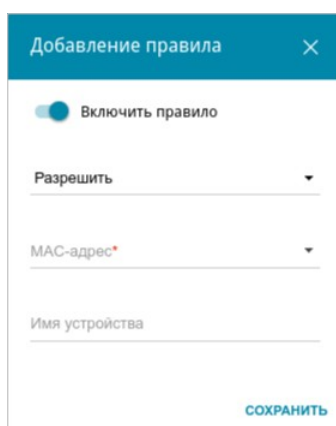 Добавление правила
Включить правило
Разрешить
MAC-адрес*
Имя устройства
СОХРАНИТЬ